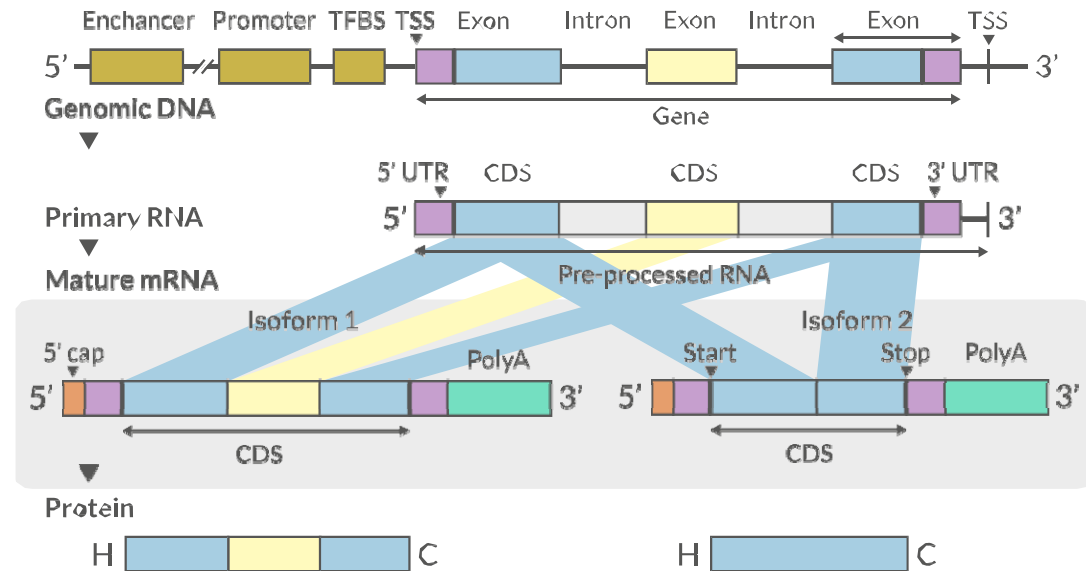 Enchancer Promoter TFBS TSS Exon Intron Exon Intron Exon TSS
5’ 3’
Genomic DNA
Gene
5’ UTR CDS CDS CDS 3’ UTR
Primary RNA 5’ 3’
Mature mRNA Pre-processed RNA
Isoform 1 Isoform 2
5’ cap PolyA Start Stop PolyA
5’ 3’ 5’ 3’
CDS CDS
Protein
H C H C